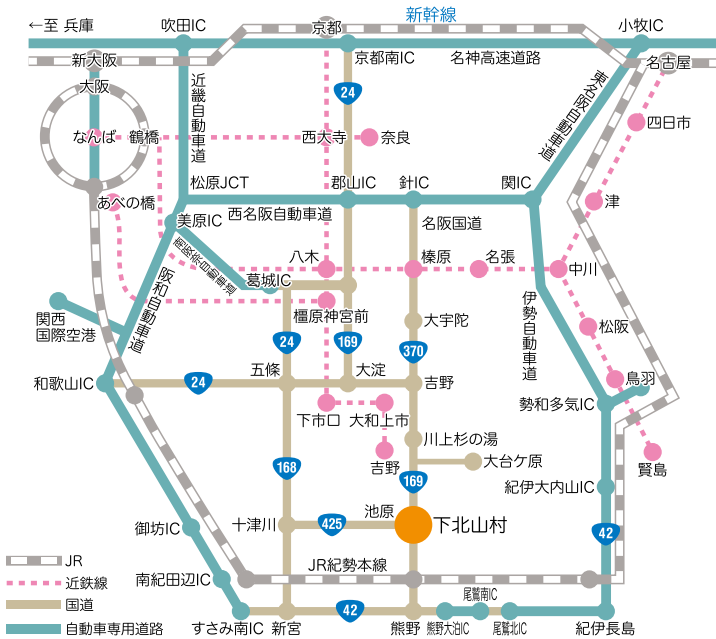 新幹線
←至 兵庫
吹田IC
京都
小牧IC
新大阪
京都南IC
名神高速道路
名古屋
大阪
近畿自動車道
24
東名阪自動車道
四日市
なんば
鶴橋
西大寺
奈良
松原JCT
郡山IC
針IC
関IC
あべの橋
美原IC
西名阪自動車道
名阪国道
津
南阪奈自動車道
八木
榛原
名張
中川
葛城IC
阪和自動車道
関西
国際空港
橿原神宮前
大宇陀
伊勢自動車道
松阪
24
169
370
和歌山IC
24
五條
大淀
吉野
鳥羽
下市口
大和上市
勢和多気IC
川上杉の湯
吉野
大台ケ原
賢島
168
169
紀伊大内山IC
池原
御坊IC
十津川
425
下北山村
42
JR
JR紀勢本線
近鉄線
南紀田辺IC
国道
尾鷲南IC
自動車専用道路
すさみ南IC
新宮
42
熊野
熊野大泊IC
尾鷲北IC
紀伊長島